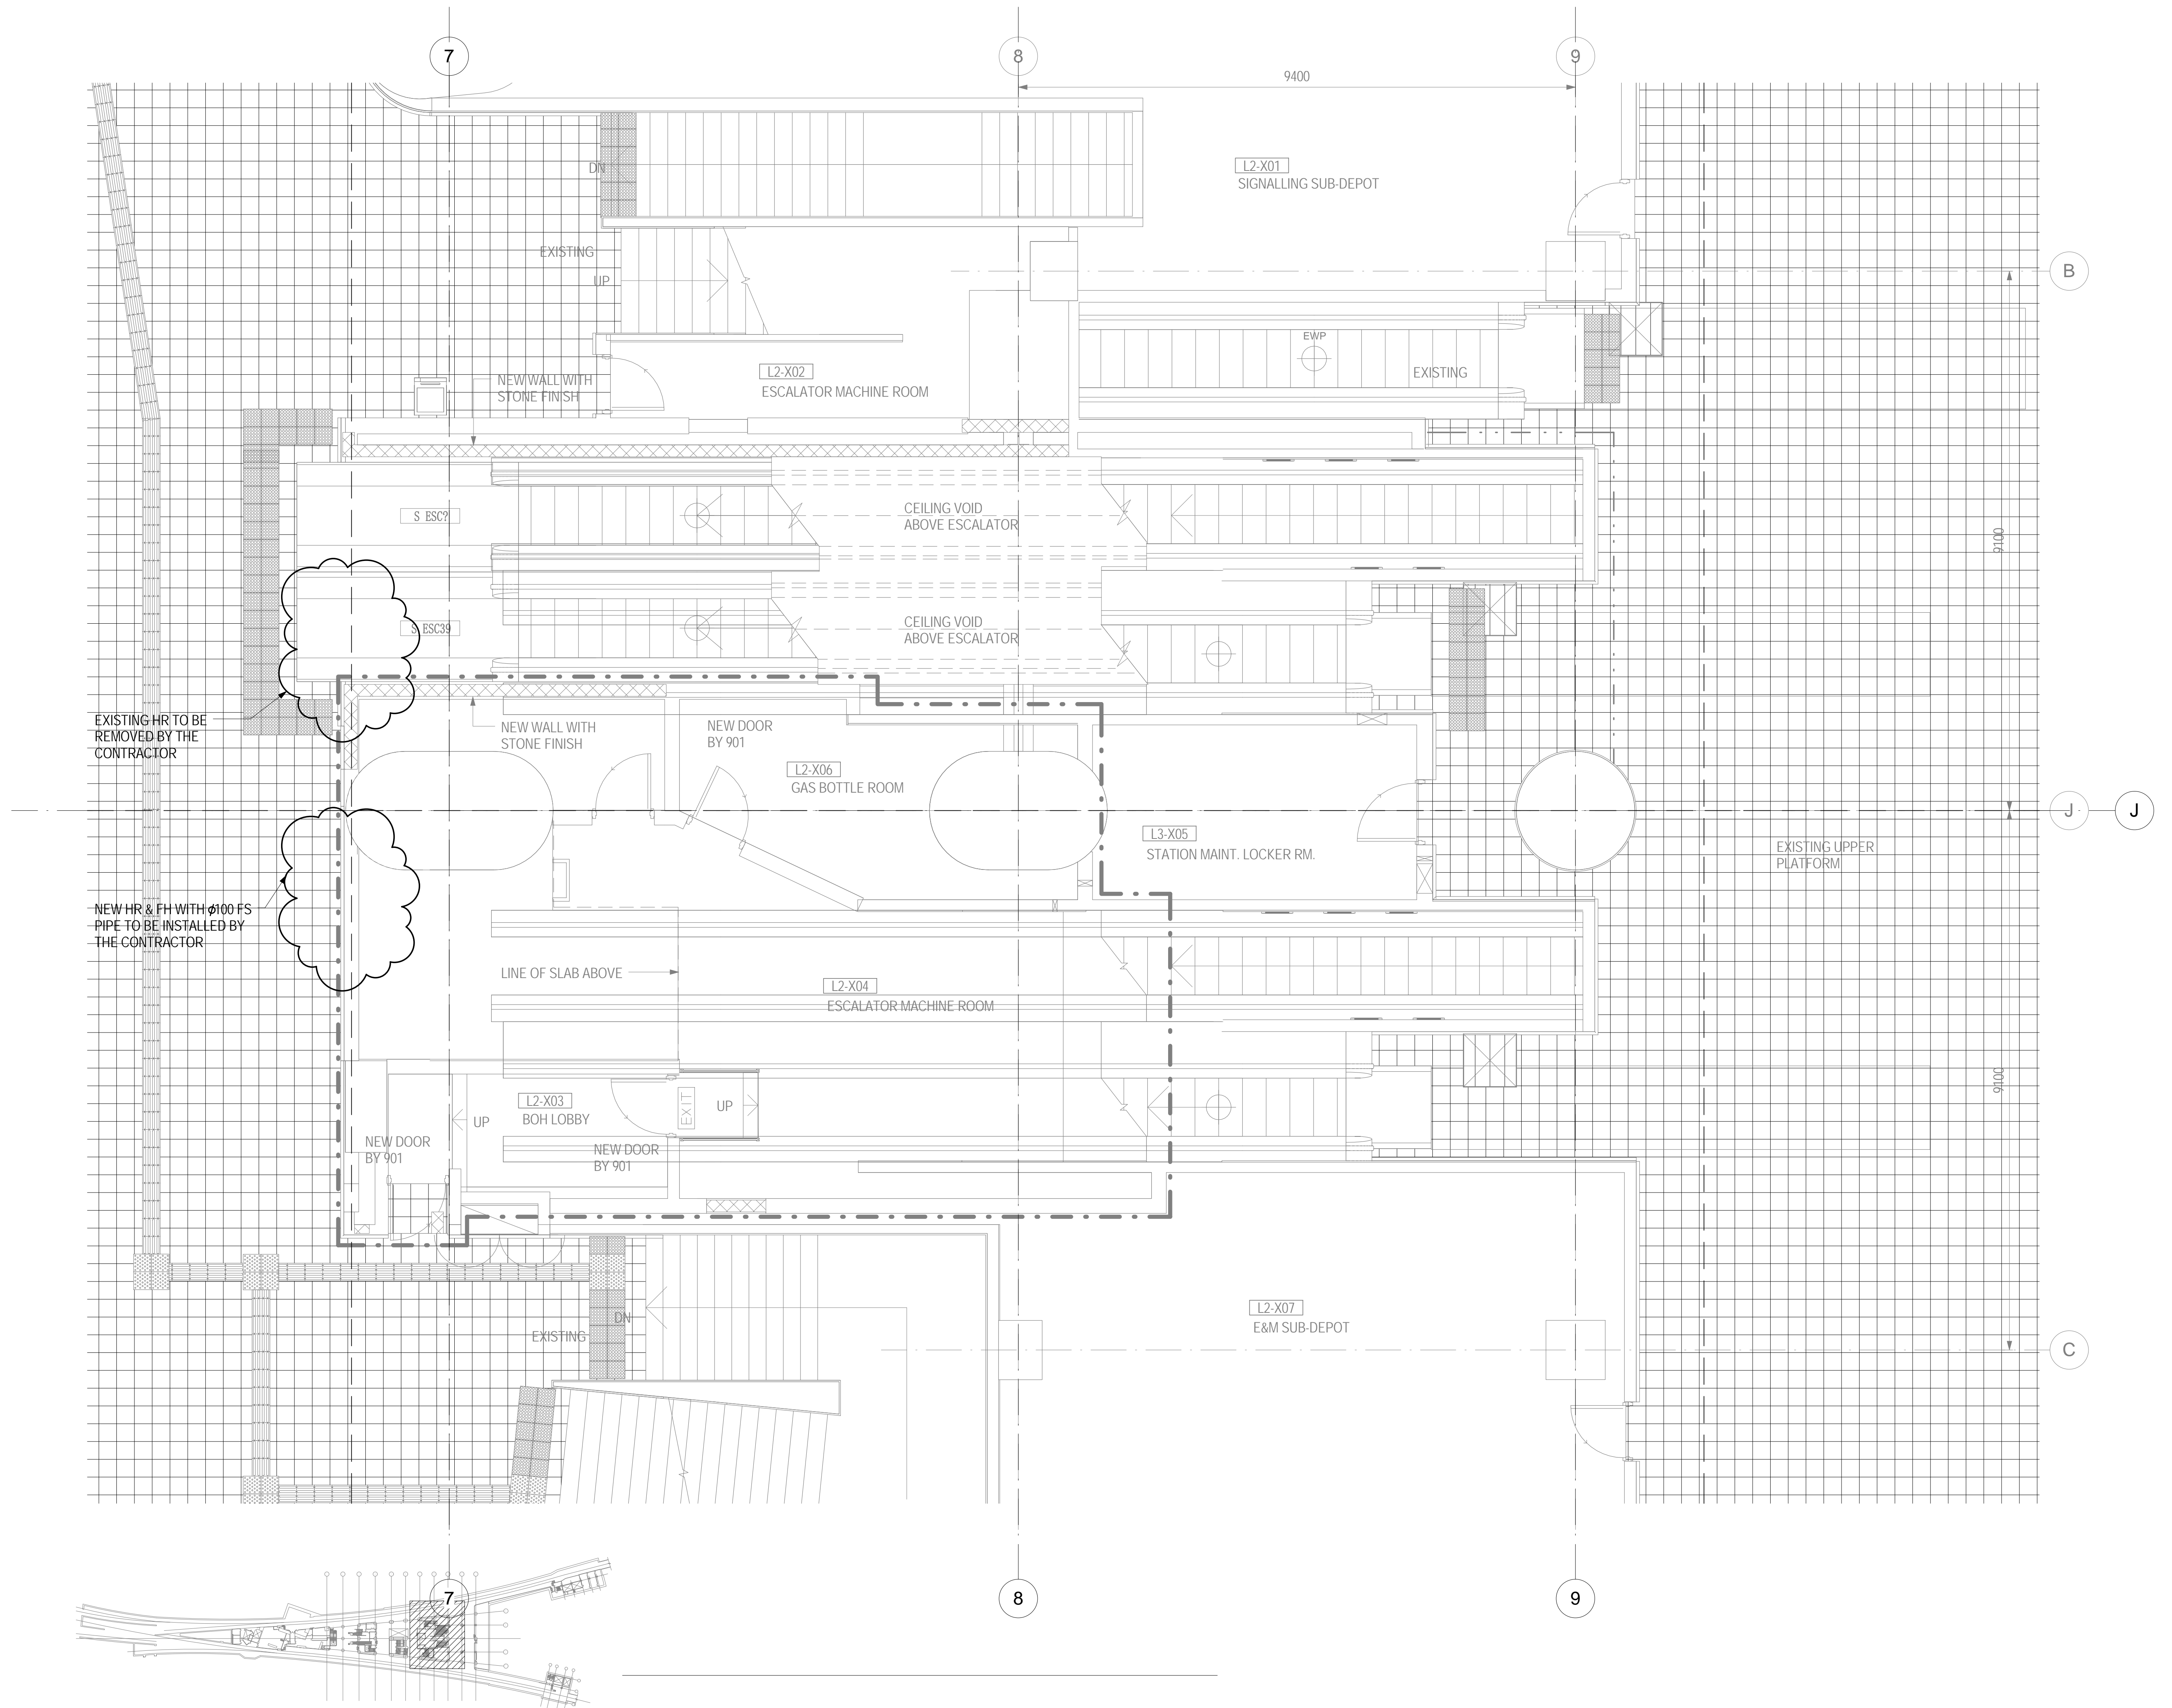 7
8
9
9400
DN
L2-X01
SIGNALLING SUB-DEPOT
EXISTING
UP
B
EWP
EXISTING
L2-X02
ESCALATOR MACHINE ROOM
NEW WALL WITH
STONE FINISH
S ESC?
CEILING VOID
ABOVE ESCALATOR
9100
S ESC39
CEILING VOID
ABOVE ESCALATOR
EXISTING HR TO BE
REMOVED BY THE
CONTRACTOR
NEW WALL WITH
STONE FINISH
NEW DOOR
BY 901
L2-X06
GAS BOTTLE ROOM
J
J
L3-X05
STATION MAINT. LOCKER RM.
EXISTING UPPER
PLATFORM
NEW HR & FH WITH ϕ100 FS
PIPE TO BE INSTALLED BY
THE CONTRACTOR
LINE OF SLAB ABOVE
L2-X04
ESCALATOR MACHINE ROOM
9100
L2-X03
BOH LOBBY
UP
EXIT
UP
NEW DOOR
BY 901
NEW DOOR
BY 901
DN
EXISTING
L2-X07
E&M SUB-DEPOT
C
7
8
9